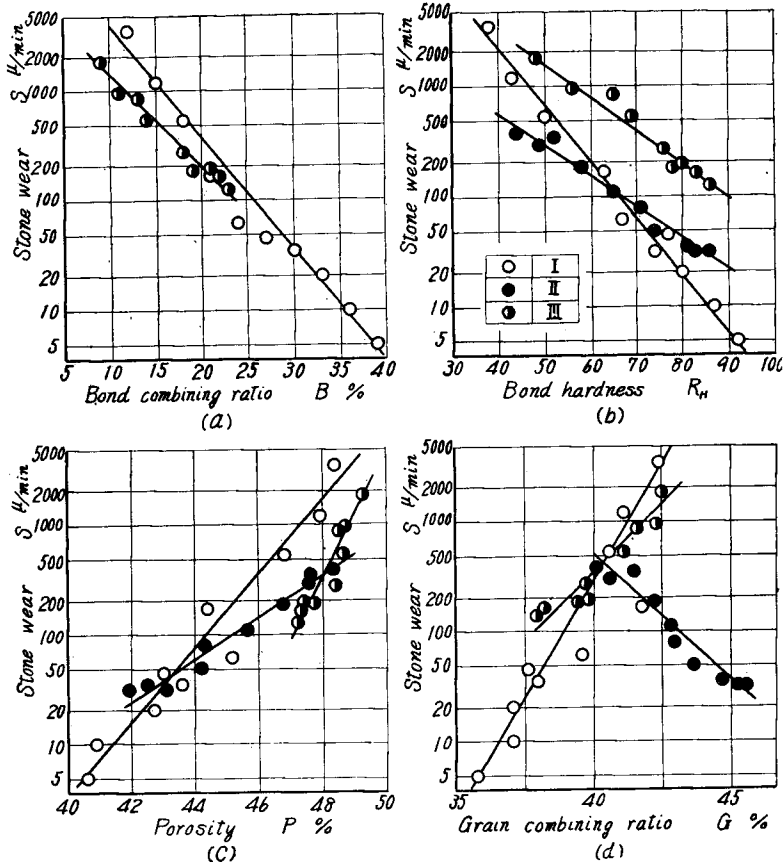 5000
2000
1000
500
200
100
50
20
10
5
Stone wear S μ/min
5 10 15 20 25 30 35 40
Bond combining ratio B %
(a)
5000
2000
1000
500
200
100
50
20
10
5
Stone wear S μ/min
I
II
III
30 40 50 60 70 80 90 100
Bond hardness R_H
(b)
5000
2000
1000
500
200
100
50
20
10
5
Stone wear S μ/min
40 42 44 46 48 50
Porosity P %
(c)
5000
2000
1000
500
200
100
50
20
10
5
Stone wear S μ/min
35 40 45
Grain combining ratio G %
(d)